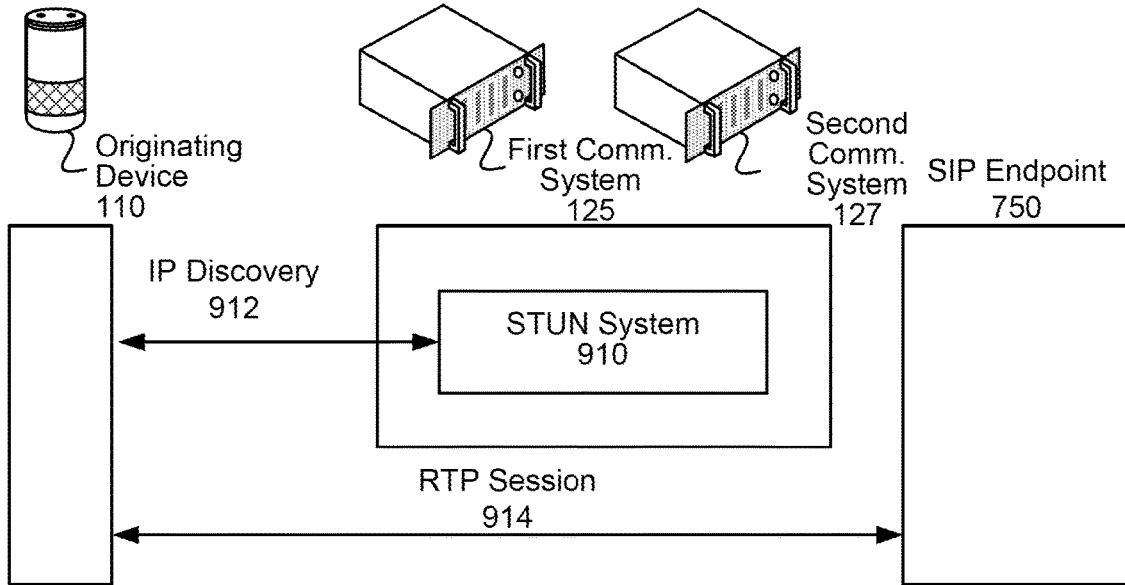 Originating
Device
110
First Comm.
System
125
Second
Comm.
System
127
SIP Endpoint
750
IP Discovery
912
STUN System
910
RTP Session
914